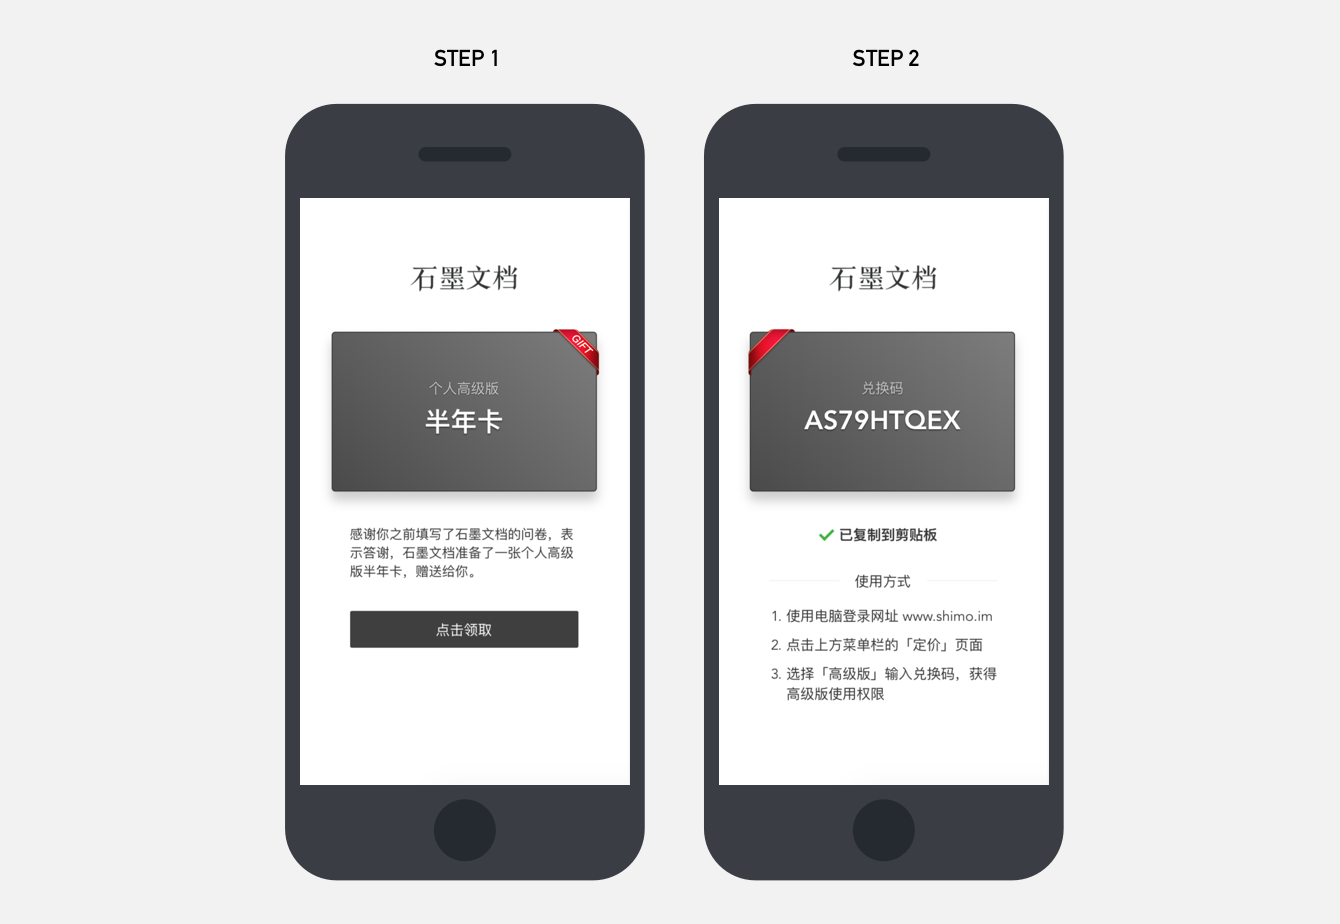 STEP 1
石墨文档
GIFT
个人高级版
半年卡
感谢你之前填写了石墨文档的问卷，表
示答谢，石墨文档准备了一张个人高级
版半年卡，赠送给你。
点击领取
STEP 2
石墨文档
兑换码
AS79HTQEX
已复制到剪贴板
使用方式
1. 使用电脑登录网址 www.shimo.im
2. 点击上方菜单栏的「定价」页面
3. 选择「高级版」输入兑换码，获得
高级版使用权限